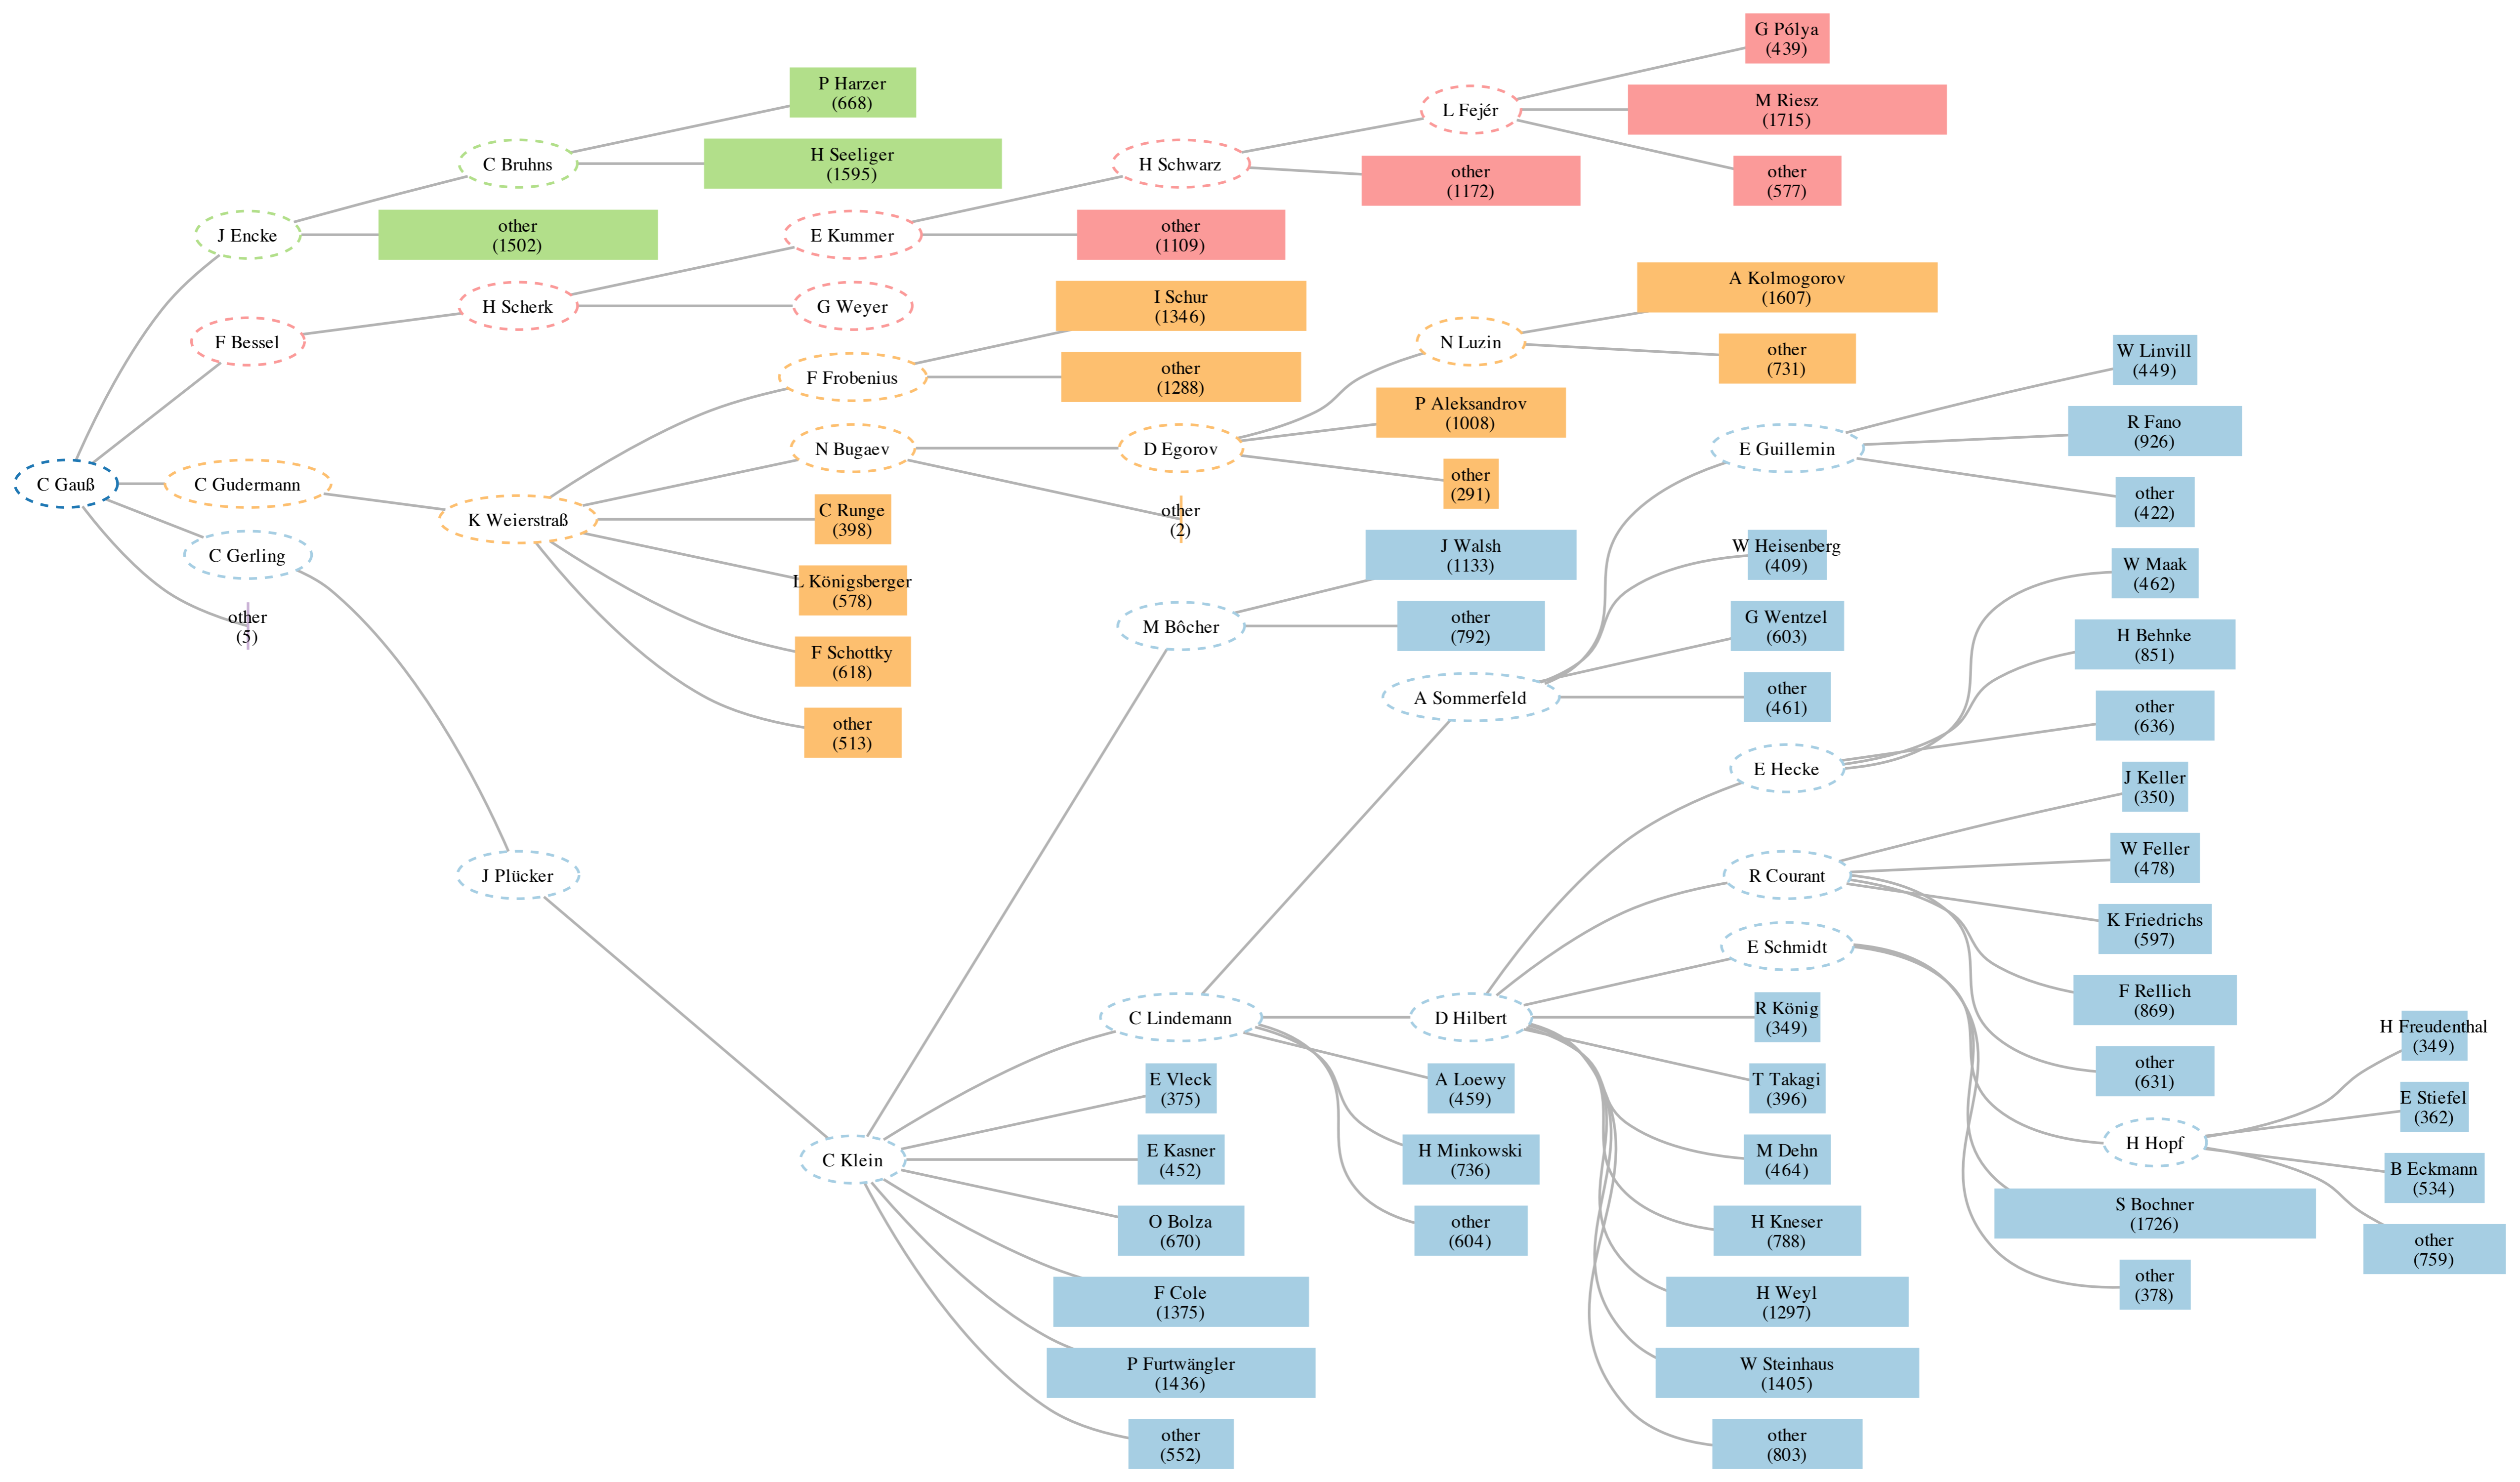 G Pólya
(439)
P Harzer
(668)
M Riesz
(1715)
L Fejér
C Bruhns
H Seeliger
(1595)
H Schwarz
other
(1172)
other
(577)
J Encke
other
(1502)
E Kummer
other
(1109)
F Bessel
H Scherk
G Weyer
I Schur
(1346)
A Kolmogorov
(1607)
N Luzin
other
(731)
F Frobenius
other
(1288)
P Aleksandrov
(1008)
W Linvill
(449)
N Bugaev
D Egorov
E Guillemin
R Fano
(926)
C Gauß
C Gudermann
other
(291)
other
(422)
K Weierstraß
C Runge
(398)
other
(2)
C Gerling
J Walsh
(1133)
W Heisenberg
(409)
W Maak
(462)
L Königsberger
(578)
other
(5)
M Bôcher
other
(792)
G Wentzel
(603)
H Behnke
(851)
F Schottky
(618)
A Sommerfeld
other
(461)
other
(636)
other
(513)
E Hecke
J Keller
(350)
J Plücker
R Courant
W Feller
(478)
E Schmidt
K Friedrichs
(597)
C Lindemann
D Hilbert
R König
(349)
F Rellich
(869)
H Freudenthal
(349)
E Vleck
(375)
A Loewy
(459)
T Takagi
(396)
other
(631)
E Stiefel
(362)
C Klein
E Kasner
(452)
H Minkowski
(736)
M Dehn
(464)
H Hopf
B Eckmann
(534)
O Bolza
(670)
other
(604)
H Kneser
(788)
S Bochner
(1726)
other
(759)
F Cole
(1375)
H Weyl
(1297)
other
(378)
P Furtwängler
(1436)
W Steinhaus
(1405)
other
(552)
other
(803)